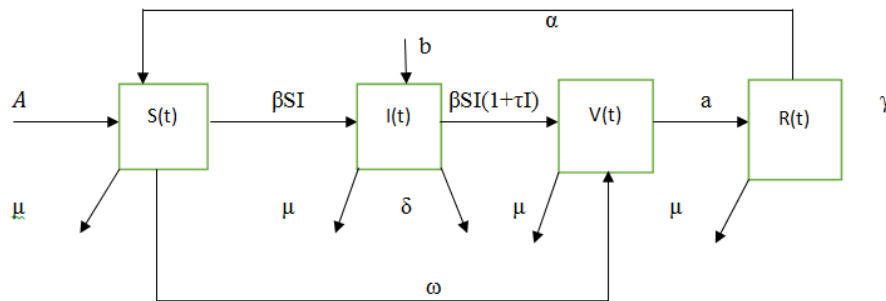 α
b
A
S(t)
βSI
I(t)
βSI(1+τI)
V(t)
a
R(t)
γ
μ
μ
δ
μ
μ
ω